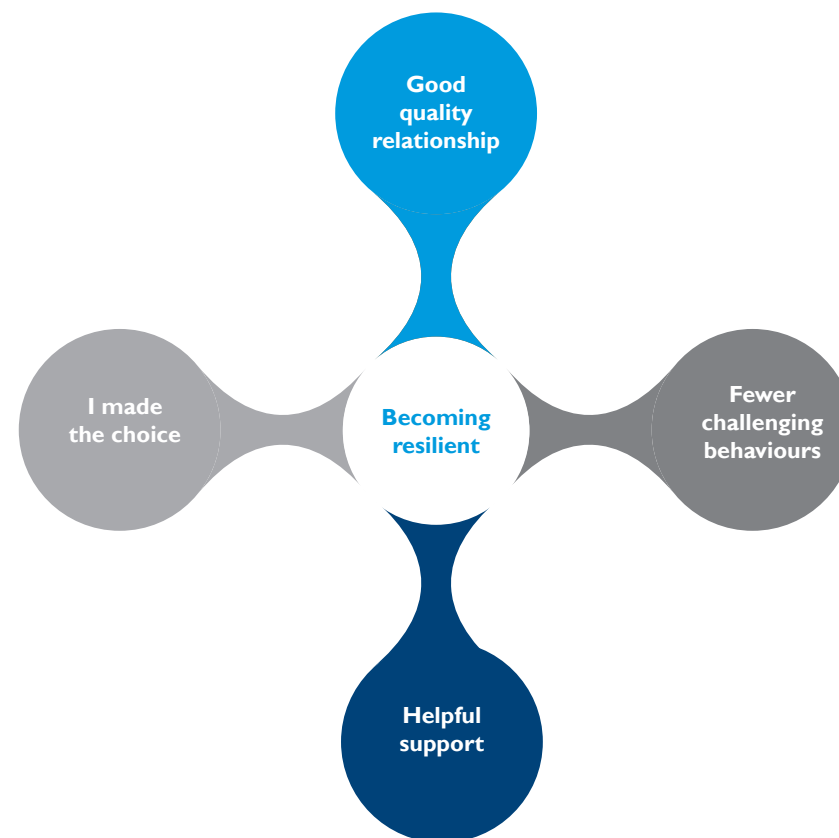 Good
quality
relationship
I made
the choice
Becoming
resilient
Fewer
challenging
behaviours
Helpful
support